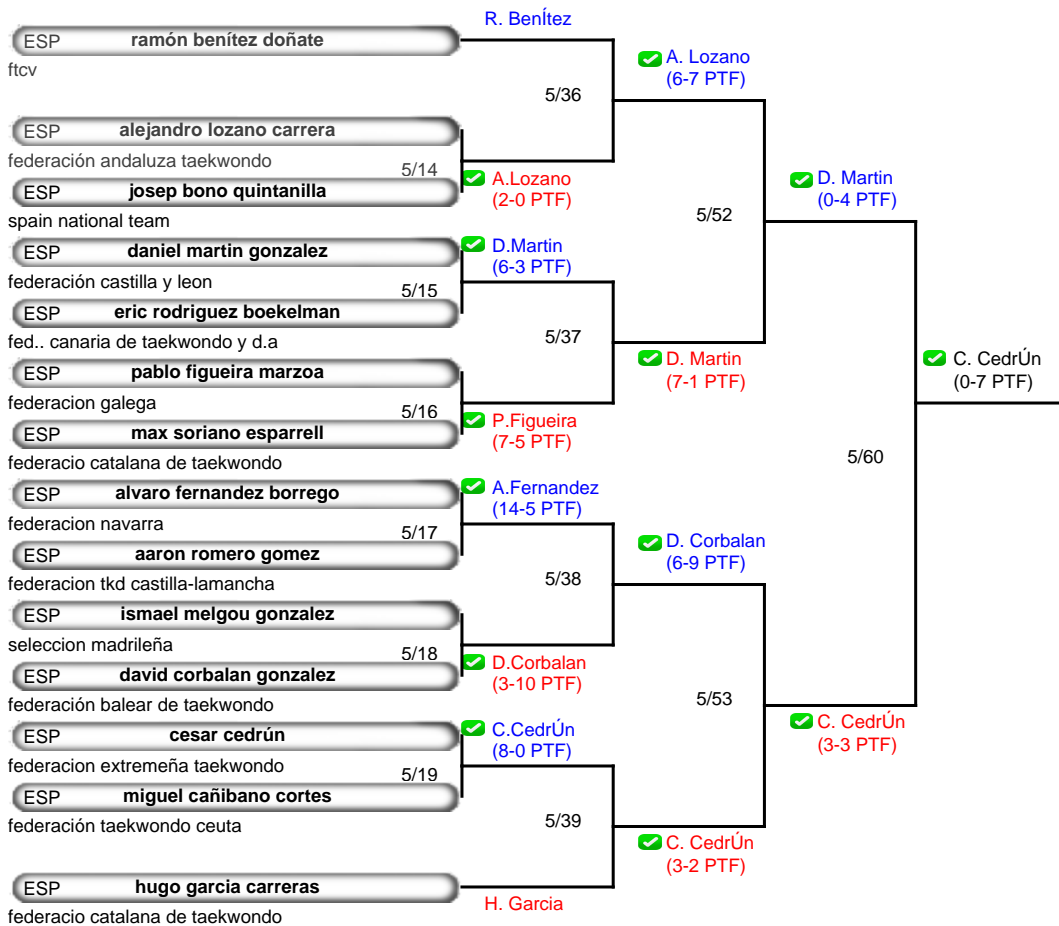 R. BenÍtez
ESP ramón benítez doñate
ftcv
A. Lozano
(6-7 PTF)
5/36
ESP alejandro lozano carrera
federación andaluza taekwondo
5/14
A.Lozano
(2-0 PTF)
ESP josep bono quintanilla
spain national team
D. Martin
(0-4 PTF)
5/52
ESP daniel martin gonzalez
D.Martin
(6-3 PTF)
federación castilla y leon
5/15
ESP eric rodriguez boekelman
fed.. canaria de taekwondo y d.a
5/37
D. Martin
(7-1 PTF)
C. CedrÚn
(0-7 PTF)
ESP pablo figueira marzoa
federacion galega
5/16
P.Figueira
(7-5 PTF)
ESP max soriano esparrell
federacio catalana de taekwondo
5/60
ESP alvaro fernandez borrego
A.Fernandez
(14-5 PTF)
federacion navarra
5/17
ESP aaron romero gomez
federacion tkd castilla-lamancha
D. Corbalan
(6-9 PTF)
5/38
ESP ismael melgou gonzalez
seleccion madrileña
5/18
D.Corbalan
(3-10 PTF)
ESP david corbalan gonzalez
federación balear de taekwondo
5/53
C. CedrÚn
(3-3 PTF)
ESP cesar cedrún
C.CedrÚn
(8-0 PTF)
federacion extremeña taekwondo
5/19
ESP miguel cañibano cortes
federación taekwondo ceuta
5/39
C. CedrÚn
(3-2 PTF)
ESP hugo garcia carreras
H. Garcia
federacio catalana de taekwondo